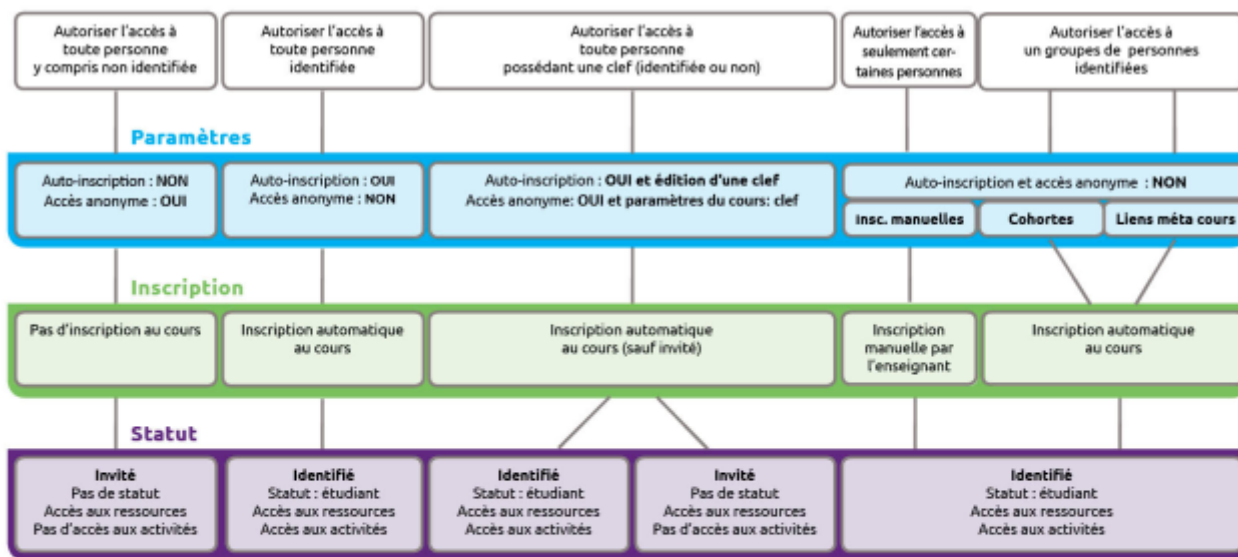 Autoriser l'accès à
toute personne
y compris non identifiée
Autoriser l'accès à
toute personne
identifiée
Autoriser l'accès à
toute personne
possédant une clef (identifiée ou non)
Autoriser l'accès à
seulement cer-
taines personnes
Autoriser l'accès à
un groupes de personnes
identifiées
Paramètres
Auto-inscription : NON
Accès anonyme : OUI
Auto-inscription : OUI
Accès anonyme : NON
Auto-inscription : OUI et édition d'une clef
Accès anonyme: OUI et paramètres du cours: clef
Auto-inscription et accès anonyme : NON
Insc. manuelles
Cohortes
Liens méta cours
Inscription
Pas d'inscription au cours
Inscription automatique
au cours
Inscription automatique
au cours (sauf invité)
Inscription
manuelle par
l'enseignant
Inscription automatique
au cours
Statut
Invité
Pas de statut
Accès aux ressources
Pas d'accès aux activités
Identifié
Statut : étudiant
Accès aux ressources
Accès aux activités
Identifié
Statut : étudiant
Accès aux ressources
Accès aux activités
Invité
Pas de statut
Accès aux ressources
Pas d'accès aux activités
Identifié
Statut : étudiant
Accès aux ressources
Accès aux activités